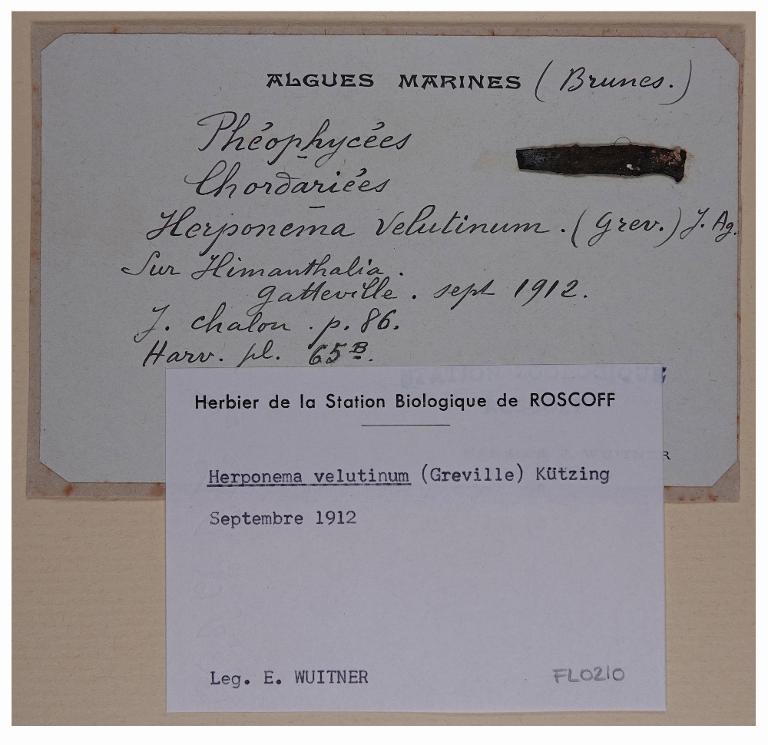 ALGUES MARINES (Brunes.)
Phéophycées
Chordariées
Herponema velutinum. (Grev.) J. Ag.
Sur Himanthalia.
Gatteville. sept 1912.
J. Chalon. p. 86.
Harv. pl. 65 B.
Herbier de la Station Biologique de ROSCOFF
Herponema velutinum (Greville) Kützing
Septembre 1912
Leg. E. WUITNER
FL0210